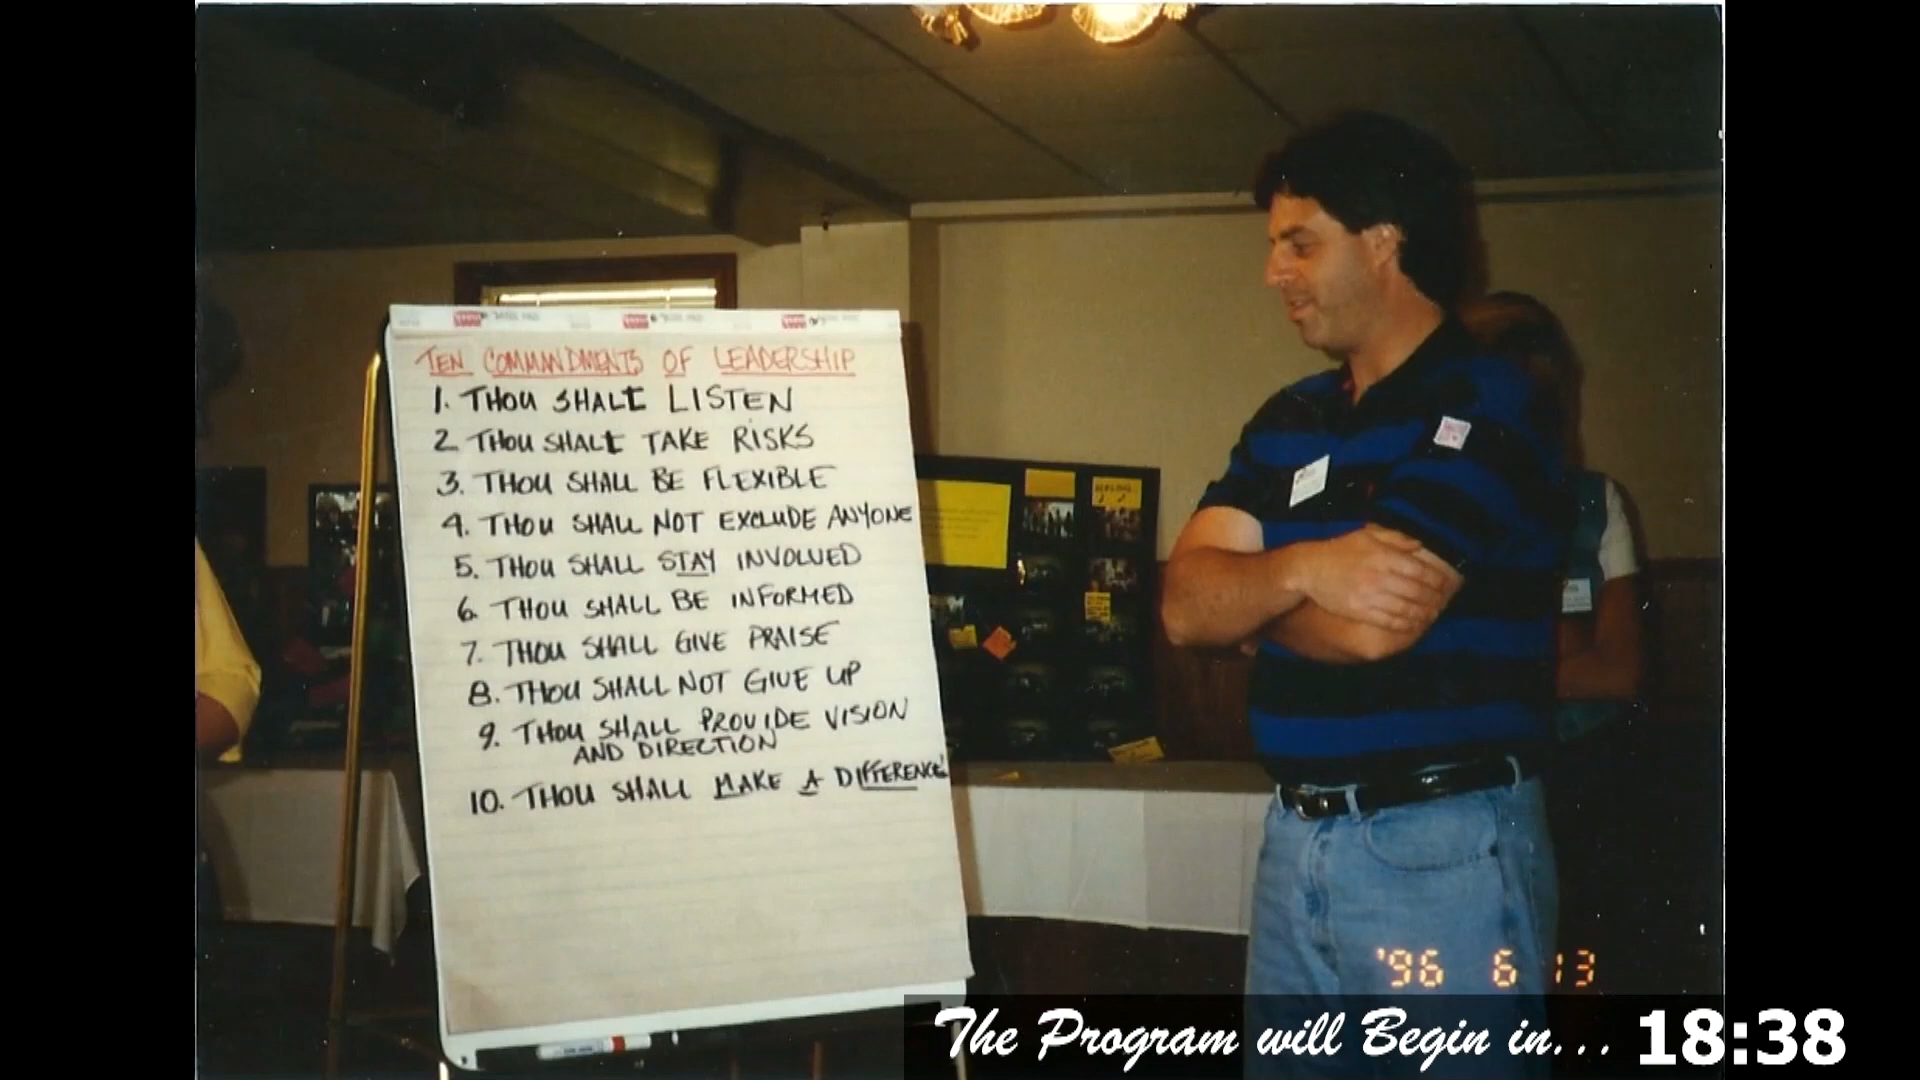 TEN COMMANDMENTS OF LEADERSHIP
1. THOU SHALT LISTEN
2. THOU SHALT TAKE RISKS
3. THOU SHALL BE FLEXIBLE
4. THOU SHALL NOT EXCLUDE ANYONE
5. THOU SHALL STAY INVOLVED
6. THOU SHALL BE INFORMED
7. THOU SHALL GIVE PRAISE
8. THOU SHALL NOT GIVE UP
9. THOU SHALL PROVIDE VISION
AND DIRECTION
10. THOU SHALL MAKE A DIFFERENCE!
'96 6 13
The Program will Begin in... 18:38